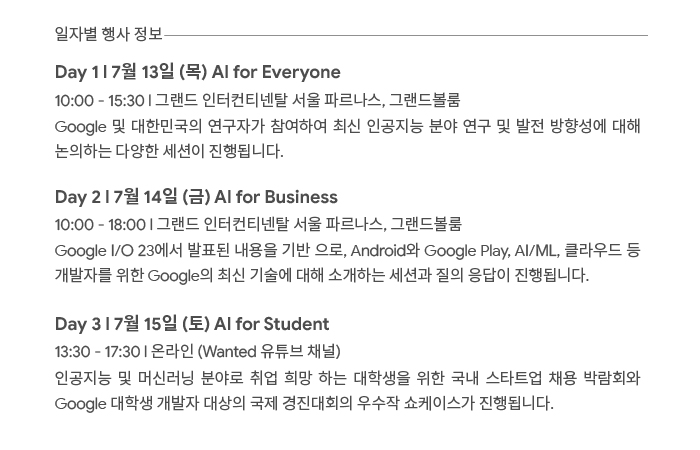 일자별 행사 정보
Day 1 l 7월 13일 (목) AI for Everyone
10:00 - 15:30 l 그랜드 인터컨티넨탈 서울 파르나스, 그랜드볼룸
Google 및 대한민국의 연구자가 참여하여 최신 인공지능 분야 연구 및 발전 방향성에 대해
논의하는 다양한 세션이 진행됩니다.
Day 2 l 7월 14일 (금) AI for Business
10:00 - 18:00 l 그랜드 인터컨티넨탈 서울 파르나스, 그랜드볼룸
Google I/O 23에서 발표된 내용을 기반 으로, Android와 Google Play, AI/ML, 클라우드 등
개발자를 위한 Google의 최신 기술에 대해 소개하는 세션과 질의 응답이 진행됩니다.
Day 3 l 7월 15일 (토) AI for Student
13:30 - 17:30 l 온라인 (Wanted 유튜브 채널)
인공지능 및 머신러닝 분야로 취업 희망 하는 대학생을 위한 국내 스타트업 채용 박람회와
Google 대학생 개발자 대상의 국제 경진대회의 우수작 쇼케이스가 진행됩니다.